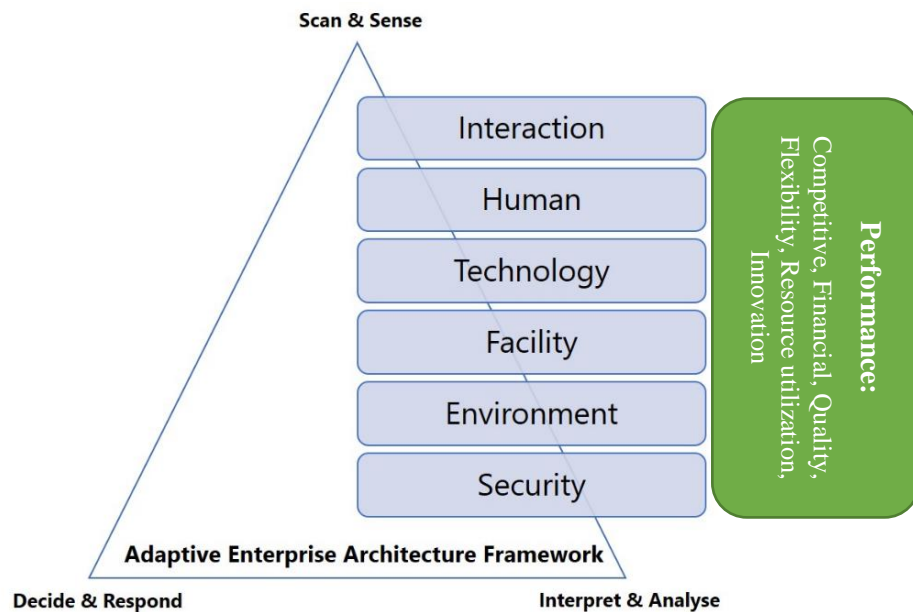 Scan & Sense
Interaction
Human
Technology
Facility
Environment
Security
Performance:
Competitive, Financial, Quality,
Flexibility, Resource utilization,
Innovation
Adaptive Enterprise Architecture Framework
Decide & Respond
Interpret & Analyse